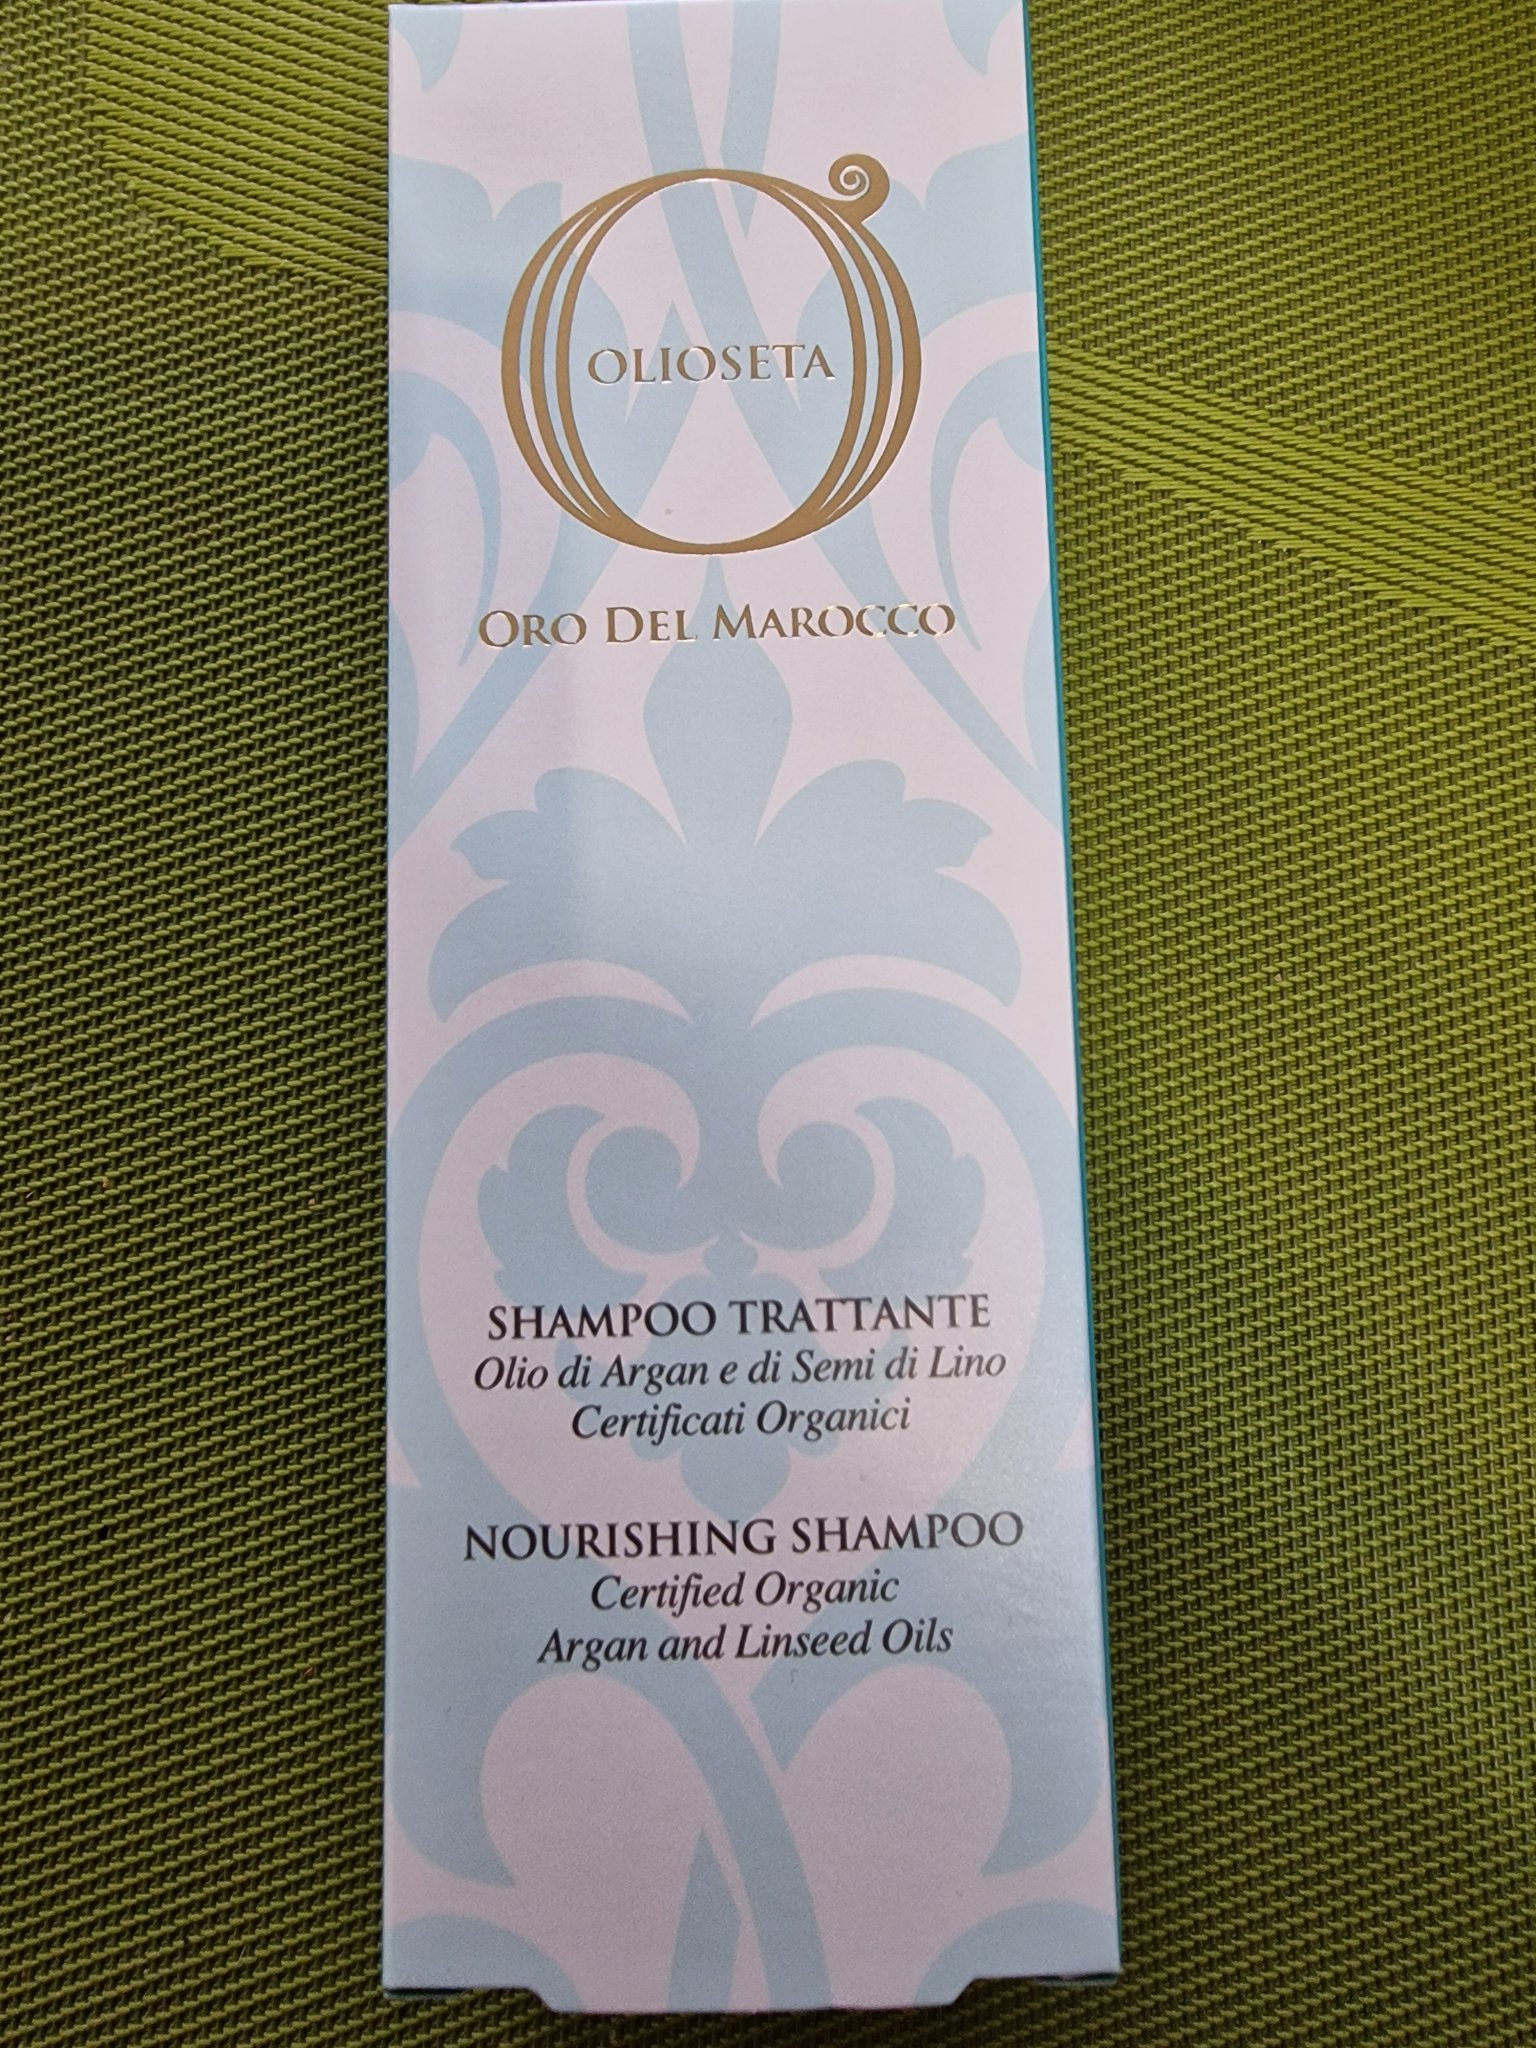 OLIOSETA
ORO DEL MAROCCO
SHAMPOO TRATTANTE
Olio di Argan e di Semi di Lino
Certificati Organici
NOURISHING SHAMPOO
Certified Organic
Argan and Linseed Oils